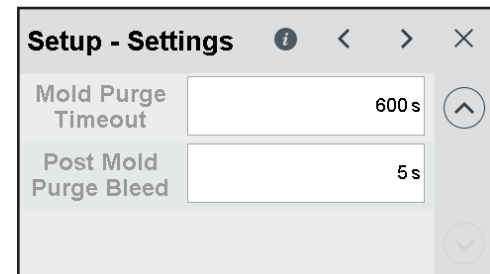 Setup - Settings
Mold Purge
Timeout
600 s
Post Mold
Purge Bleed
5 s